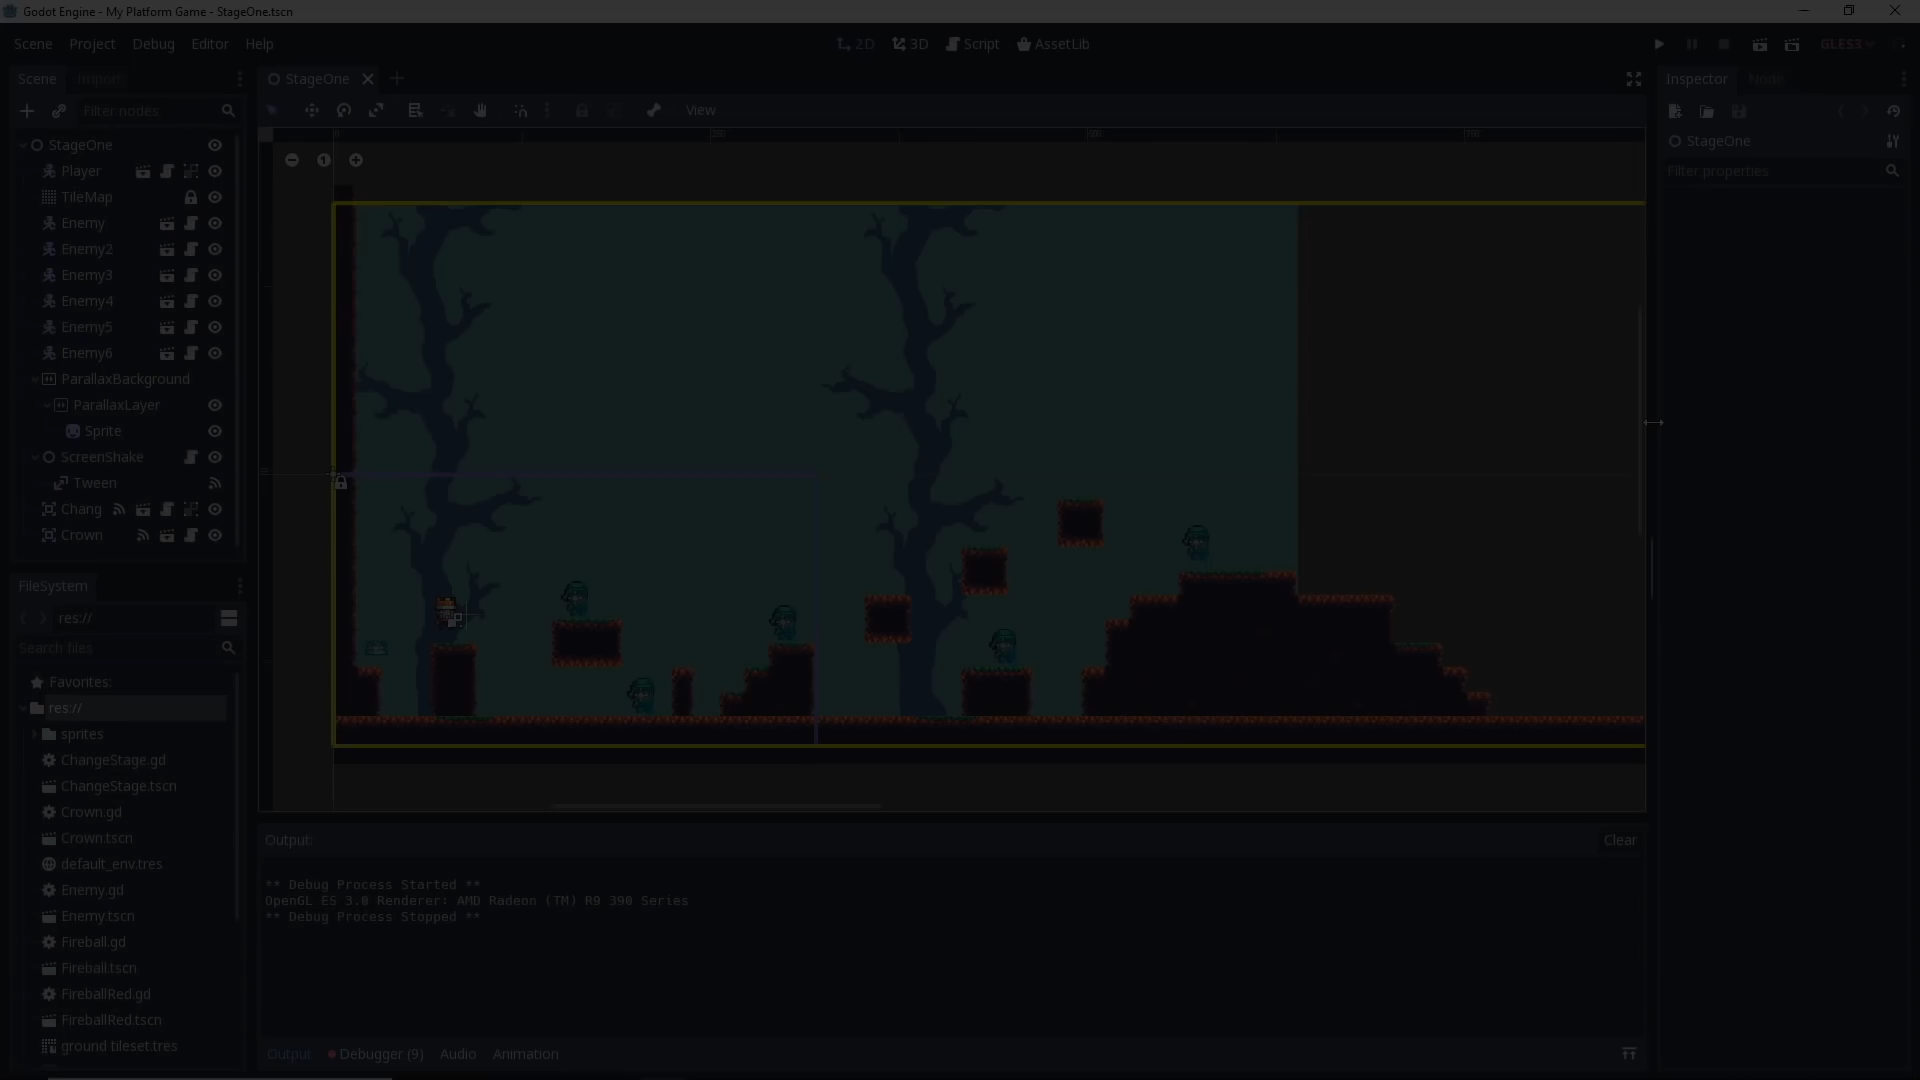 Godot Engine - My Platform Game - StageOne.tscn
Scene Project Debug Editor Help
2D 3D Script AssetLib
GLES3
Scene Import
StageOne
Inspector Node
Filter nodes
View
StageOne
Filter properties
0 250 500 750
StageOne
Player
TileMap
Enemy
Enemy2
Enemy3
Enemy4
Enemy5
Enemy6
ParallaxBackground
ParallaxLayer
Sprite
ScreenShake
Tween
Chang
Crown
FileSystem
res://
Search files
Favorites:
res://
sprites
ChangeStage.gd
ChangeStage.tscn
Crown.gd
Crown.tscn
default_env.tres
Enemy.gd
Enemy.tscn
Fireball.gd
Fireball.tscn
FireballRed.gd
FireballRed.tscn
ground tileset.tres
Output:
Clear
** Debug Process Started **
OpenGL ES 3.0 Renderer: AMD Radeon (TM) R9 390 Series
** Debug Process Stopped **
Output Debugger (9) Audio Animation